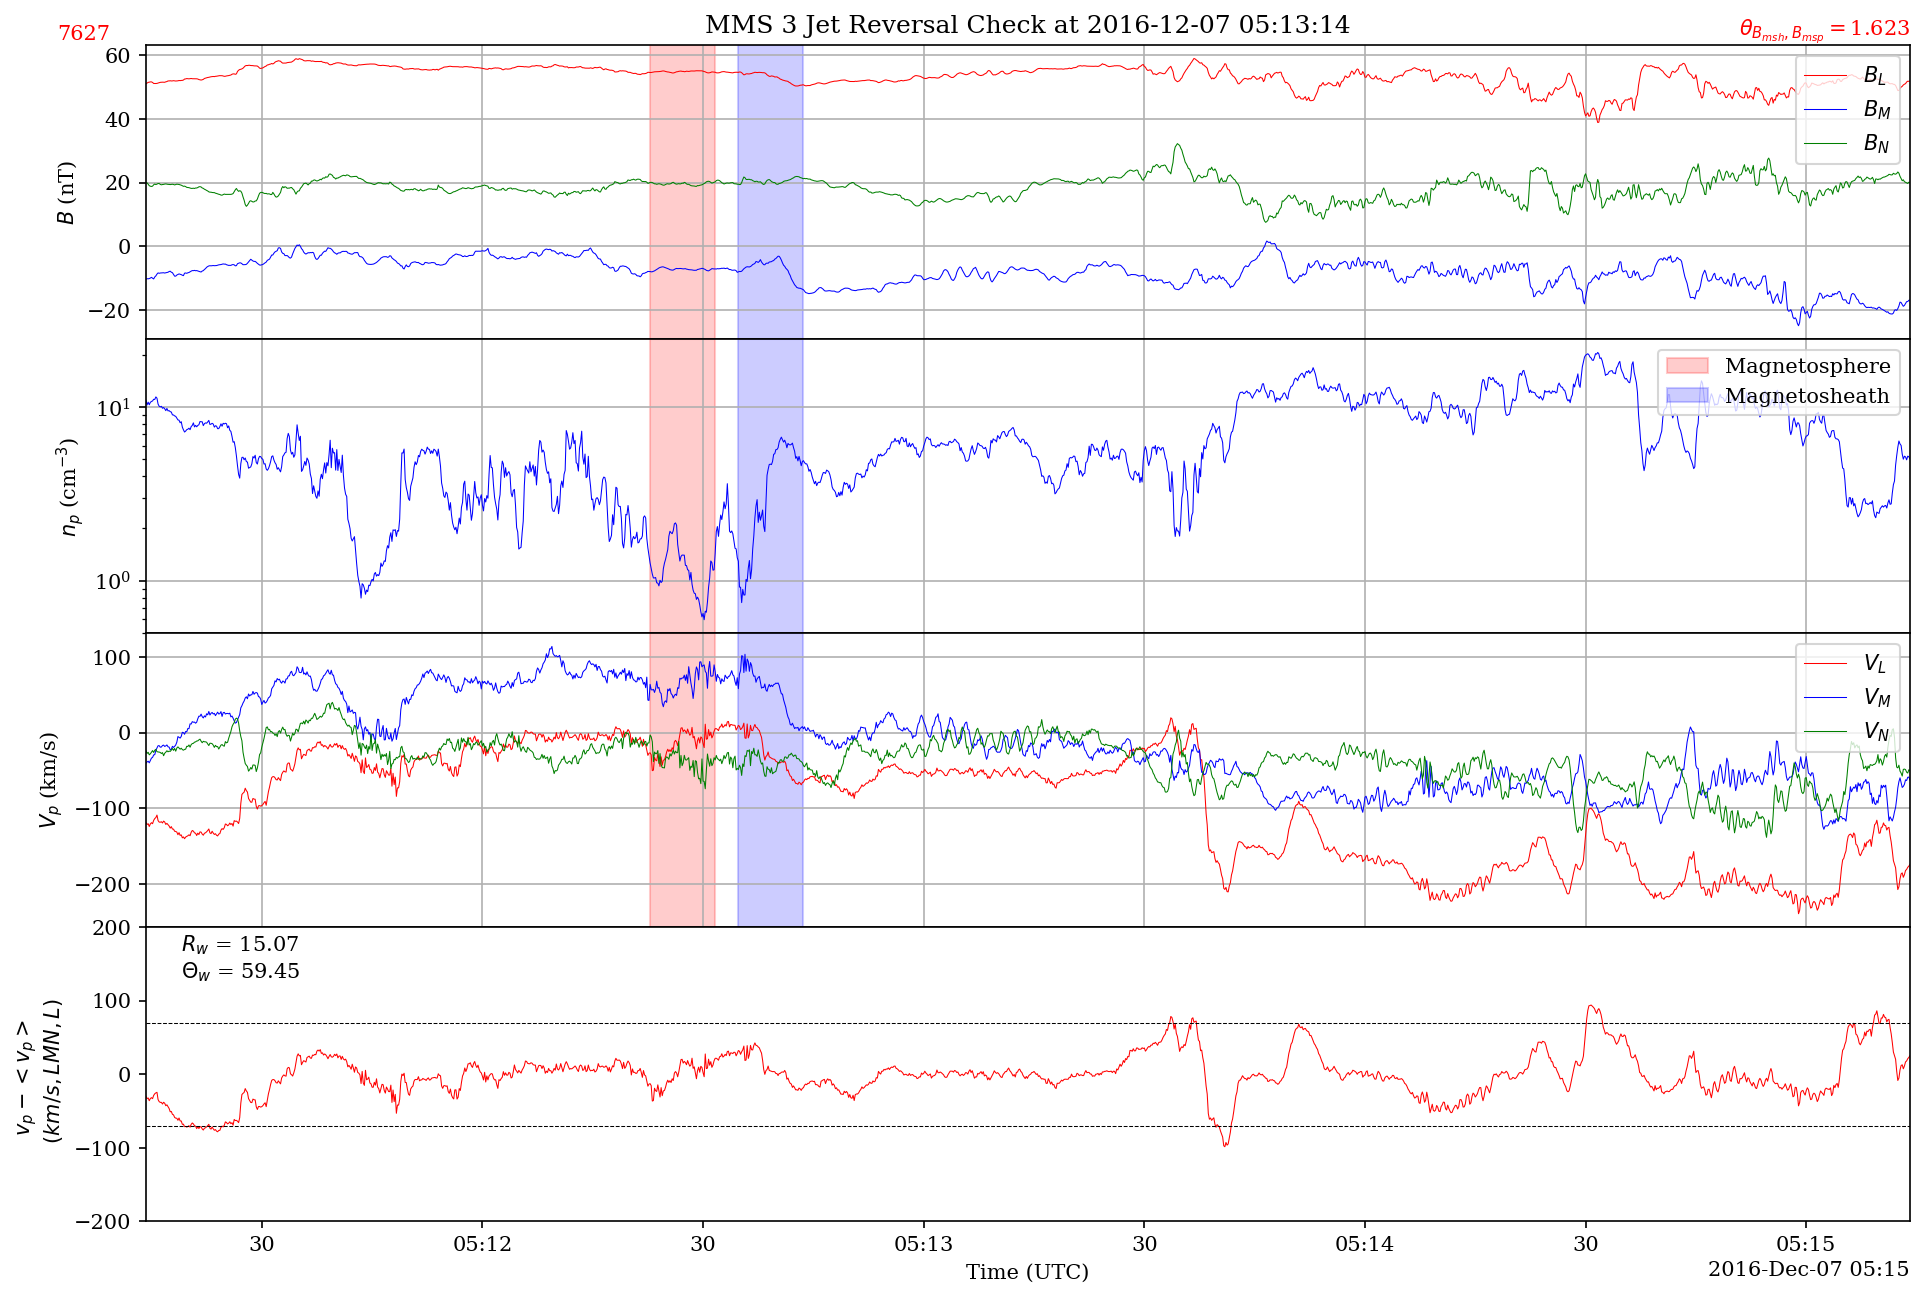 MMS 3 Jet Reversal Check at 2016-12-07 05:13:14
7627
θ_{B_{msh}, B_{msp}} = 1.623
60
40
20
0
−20
B (nT)
B_L
B_M
B_N
10^1
10^0
n_p (cm^{−3})
Magnetosphere
Magnetosheath
100
0
−100
−200
V_p (km/s)
V_L
V_M
V_N
200
100
0
−100
−200
v_p − < v_p >
(km/s, LMN, L)
R_w = 15.07
Θ_w = 59.45
30 05:12 30 05:13 30 05:14 30 05:15
Time (UTC)
2016-Dec-07 05:15